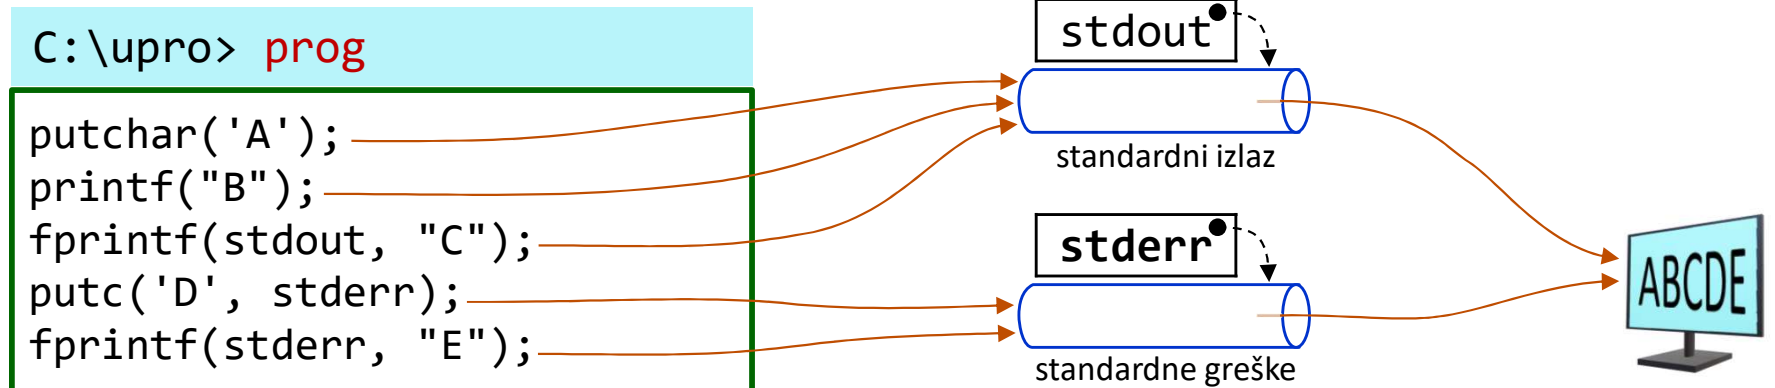 C:\upro> prog
putchar('A');
printf("B");
fprintf(stdout, "C");
putc('D', stderr);
fprintf(stderr, "E");
stdout
standardni izlaz
stderr
standardne greške
ABCDE